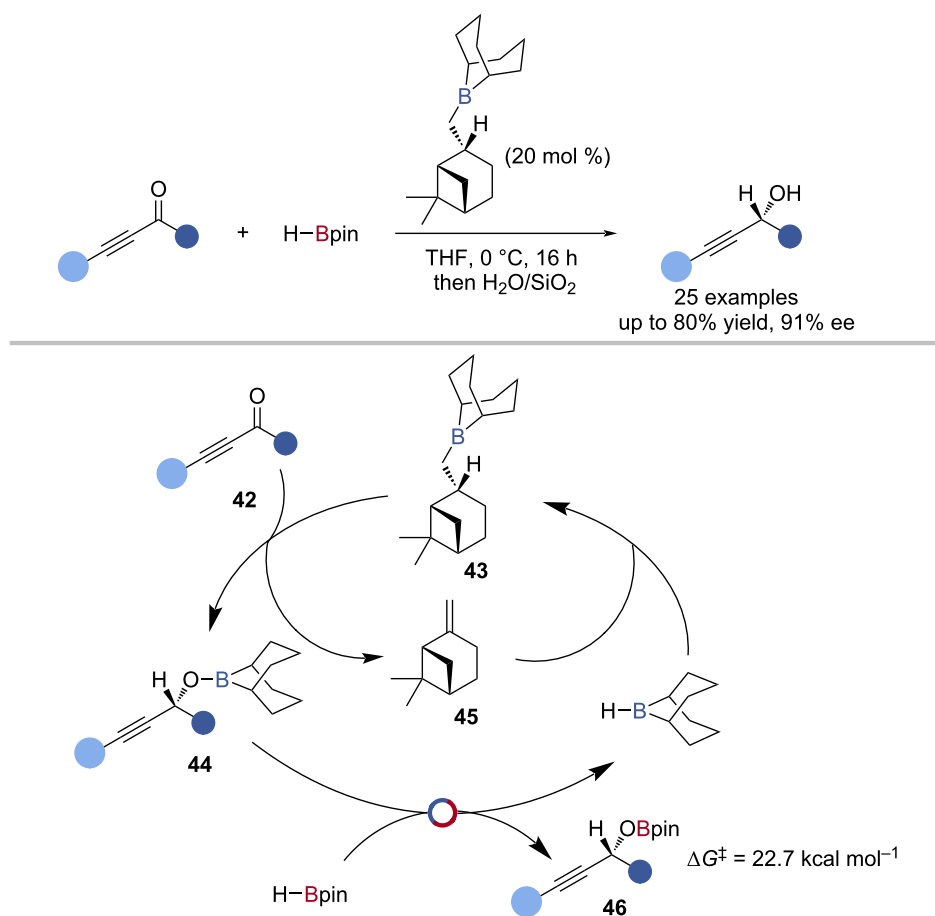 O
+
H–Bpin
B
H
(20 mol %)
THF, 0 °C, 16 h
then H₂O/SiO₂
H OH
25 examples
up to 80% yield, 91% ee
O
42
B
H
43
H O–B
44
45
H–B
H–Bpin
H OBpin
46
ΔG‡ = 22.7 kcal mol⁻¹